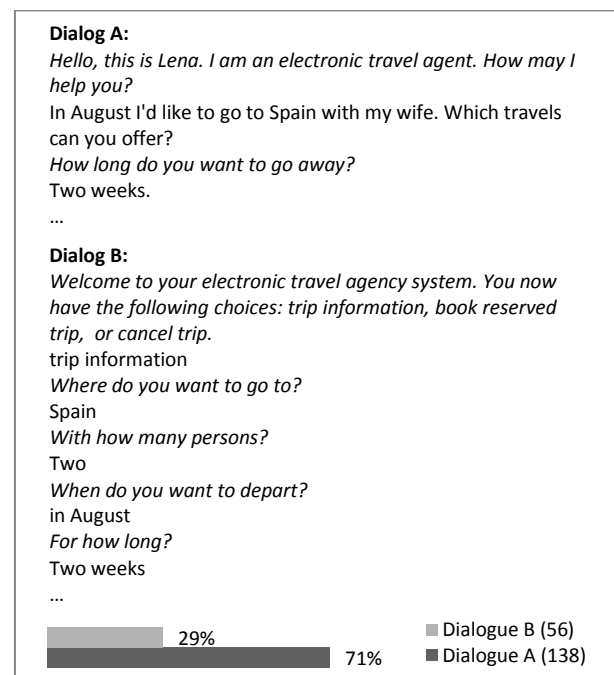 Dialog A:
Hello, this is Lena. I am an electronic travel agent. How may I
help you?
In August I'd like to go to Spain with my wife. Which travels
can you offer?
How long do you want to go away?
Two weeks.
…
Dialog B:
Welcome to your electronic travel agency system. You now
have the following choices: trip information, book reserved
trip, or cancel trip.
trip information
Where do you want to go to?
Spain
With how many persons?
Two
When do you want to depart?
in August
For how long?
Two weeks
…
29%
71%
Dialogue B (56)
Dialogue A (138)